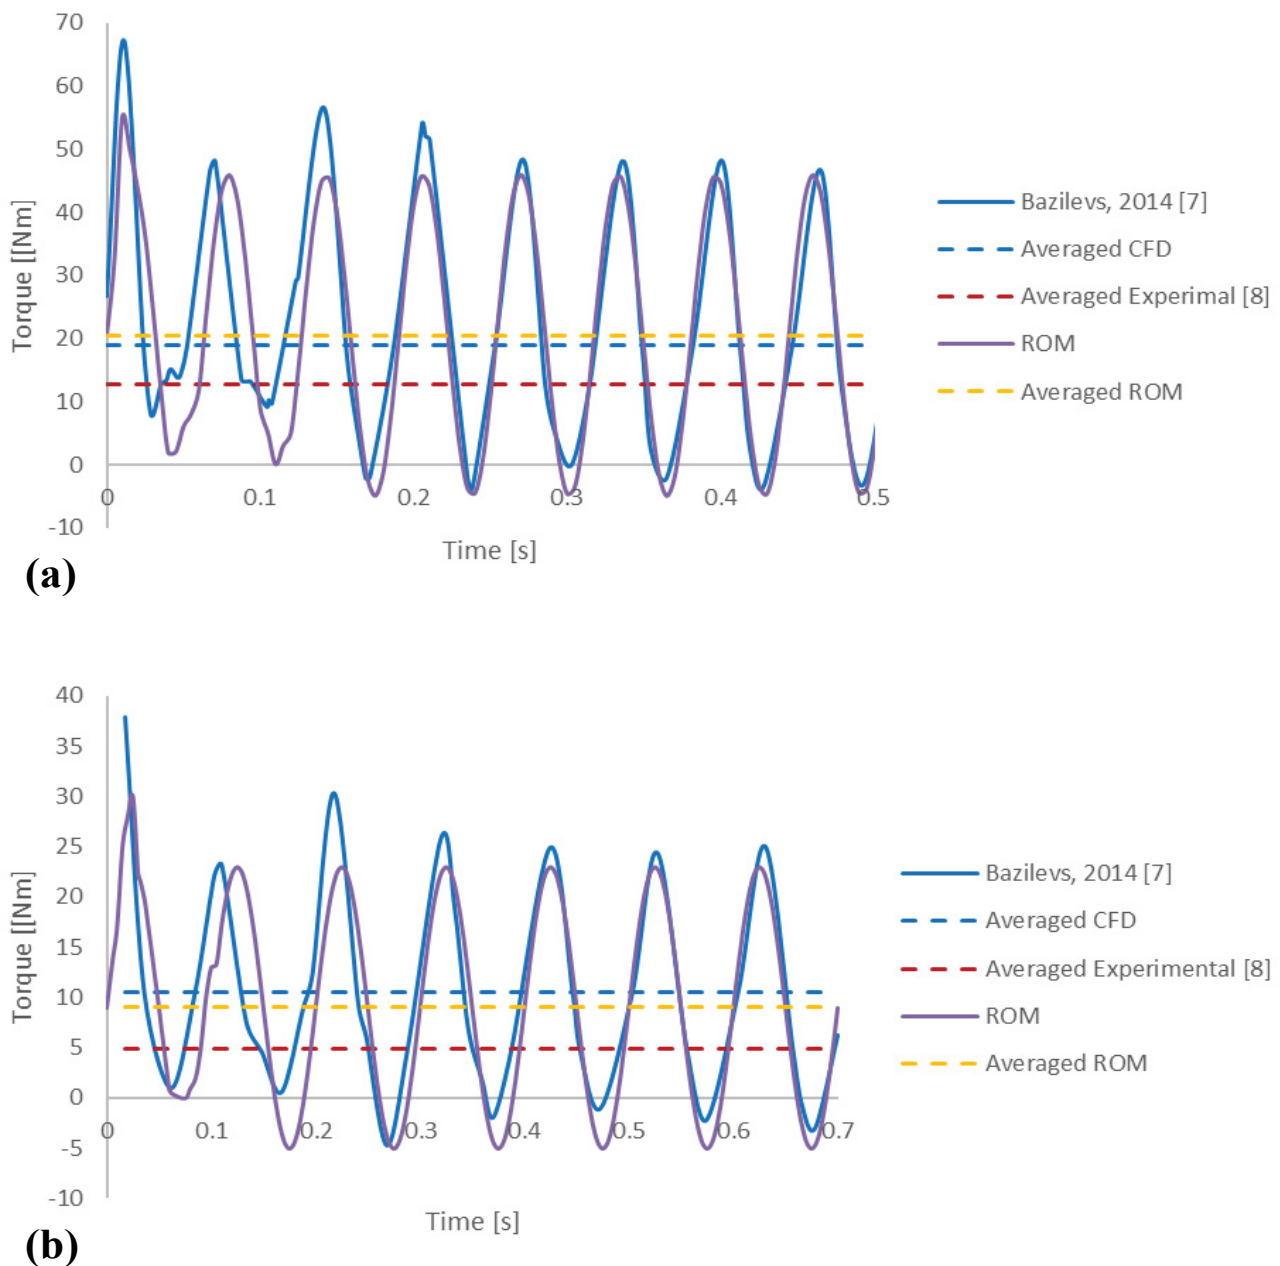 70
60
50
40
30
20
10
0
-10
Torque [[Nm]
0 0.1 0.2 0.3 0.4 0.5
Time [s]
Bazilevs, 2014 [7]
Averaged CFD
Averaged Experimal [8]
ROM
Averaged ROM
(a)
40
35
30
25
20
15
10
5
0
-5
-10
Torque [[Nm]
0 0.1 0.2 0.3 0.4 0.5 0.6 0.7
Time [s]
Bazilevs, 2014 [7]
Averaged CFD
Averaged Experimental [8]
ROM
Averaged ROM
(b)